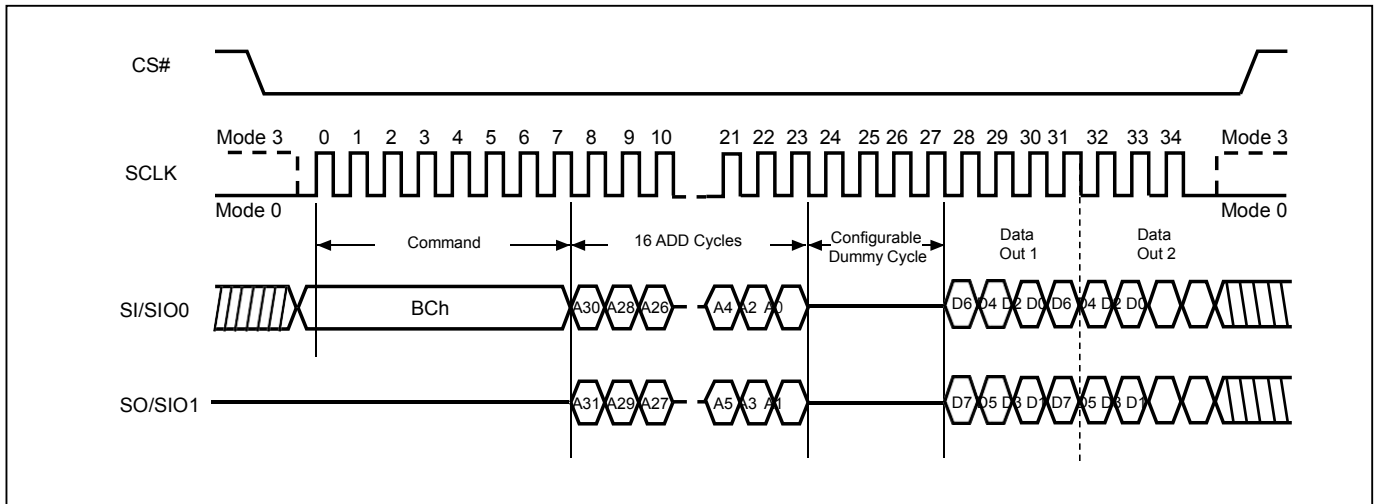 CS#
Mode 3 0 1 2 3 4 5 6 7 8 9 10 21 22 23 24 25 26 27 28 29 30 31 32 33 34 Mode 3
SCLK
Mode 0 Mode 0
Command 16 ADD Cycles Configurable Dummy Cycle Data Out 1 Data Out 2
SI/SIO0 BCh A30 A28 A26 A4 A2 A0 D6 D4 D2 D0 D6 D4 D2 D0
SO/SIO1 A31 A29 A27 A5 A3 A1 D7 D5 D3 D1 D7 D5 D3 D1